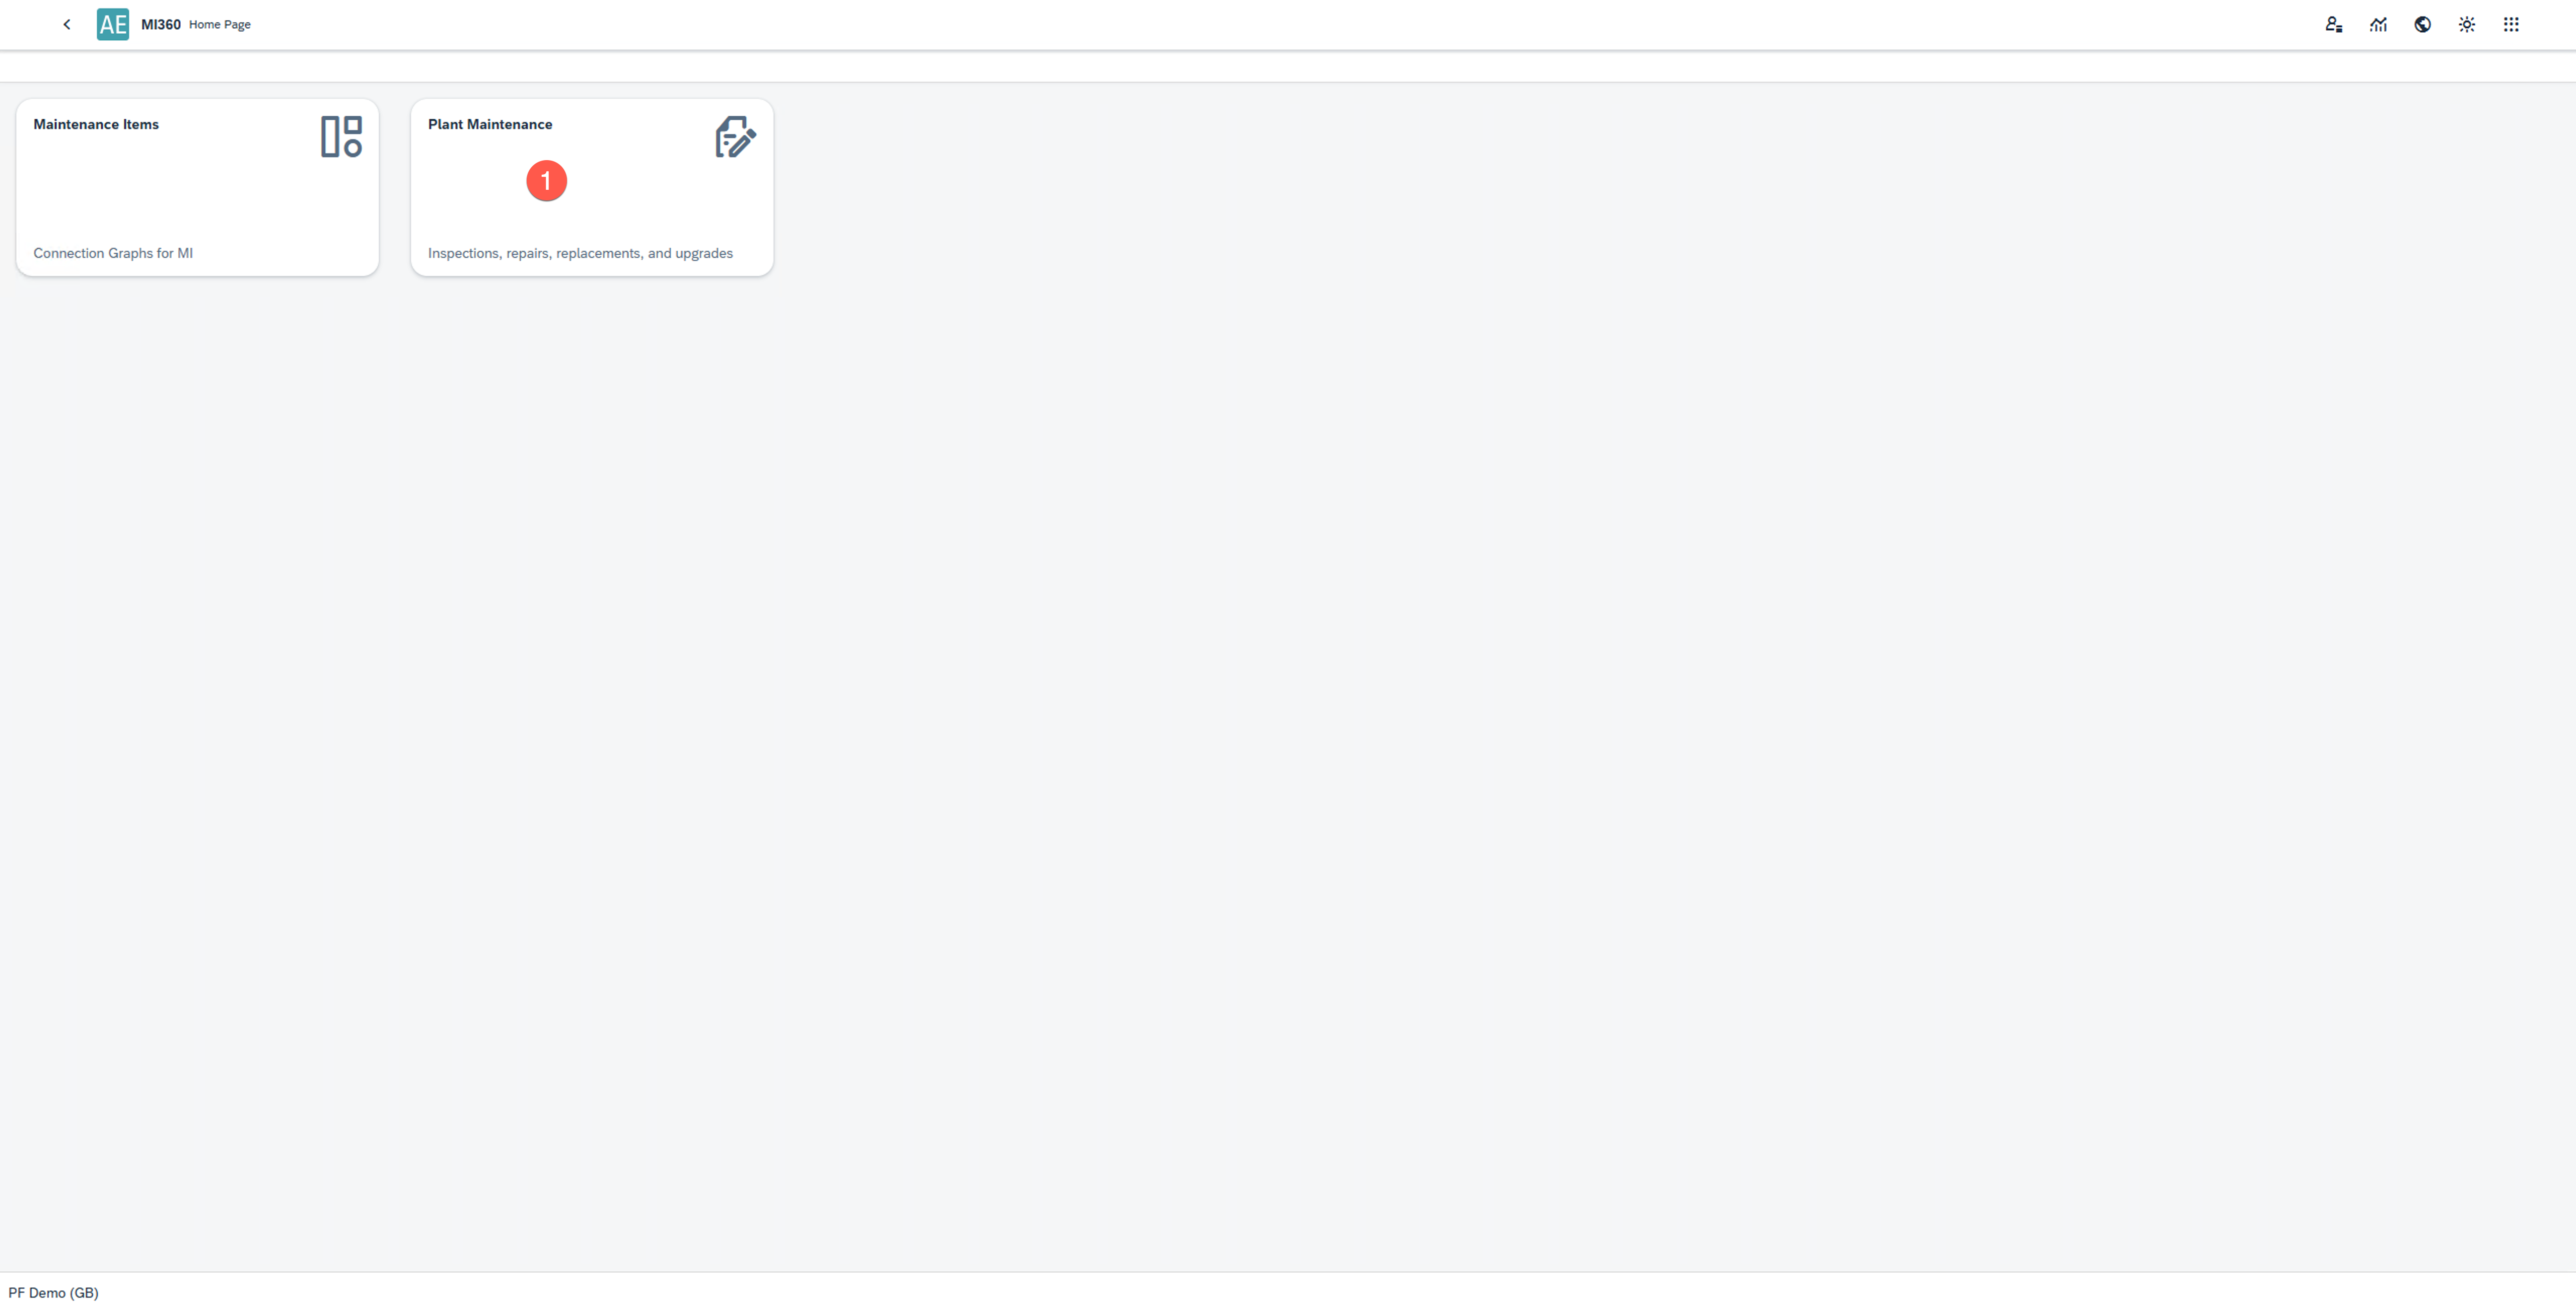 AE MI360 Home Page
Maintenance Items
Connection Graphs for MI
Plant Maintenance
1
Inspections, repairs, replacements, and upgrades
PF Demo (GB)